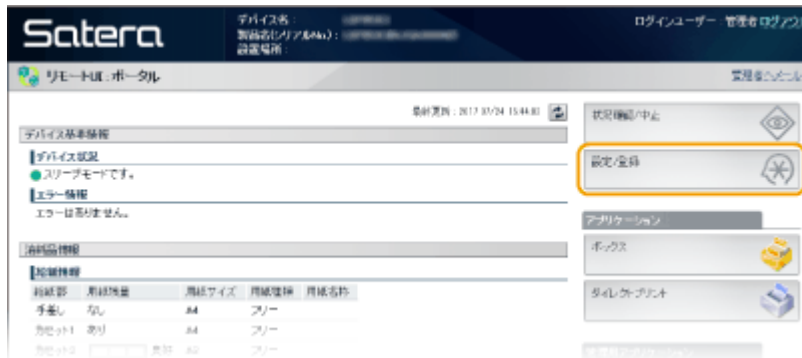 Satera
デバイス名 :
製品名(シリアルNo.) :
設置場所 :
ログインユーザー : 管理者 ログアウト
リモートUI : ポータル
管理者へメール
最終更新 : 2017 07/24 15:44:03
デバイス基本情報
デバイス状況
スリープモードです。
エラー情報
エラーはありません。
消耗品情報
給紙情報
給紙部 用紙残量 用紙サイズ 用紙種類 用紙名称
手差し なし A4 フリー
カセット1 あり A4 フリー
カセット2 良好 A3 フリー
状況確認/中止
設定/登録
アプリケーション
ボックス
ダイレクトプリント